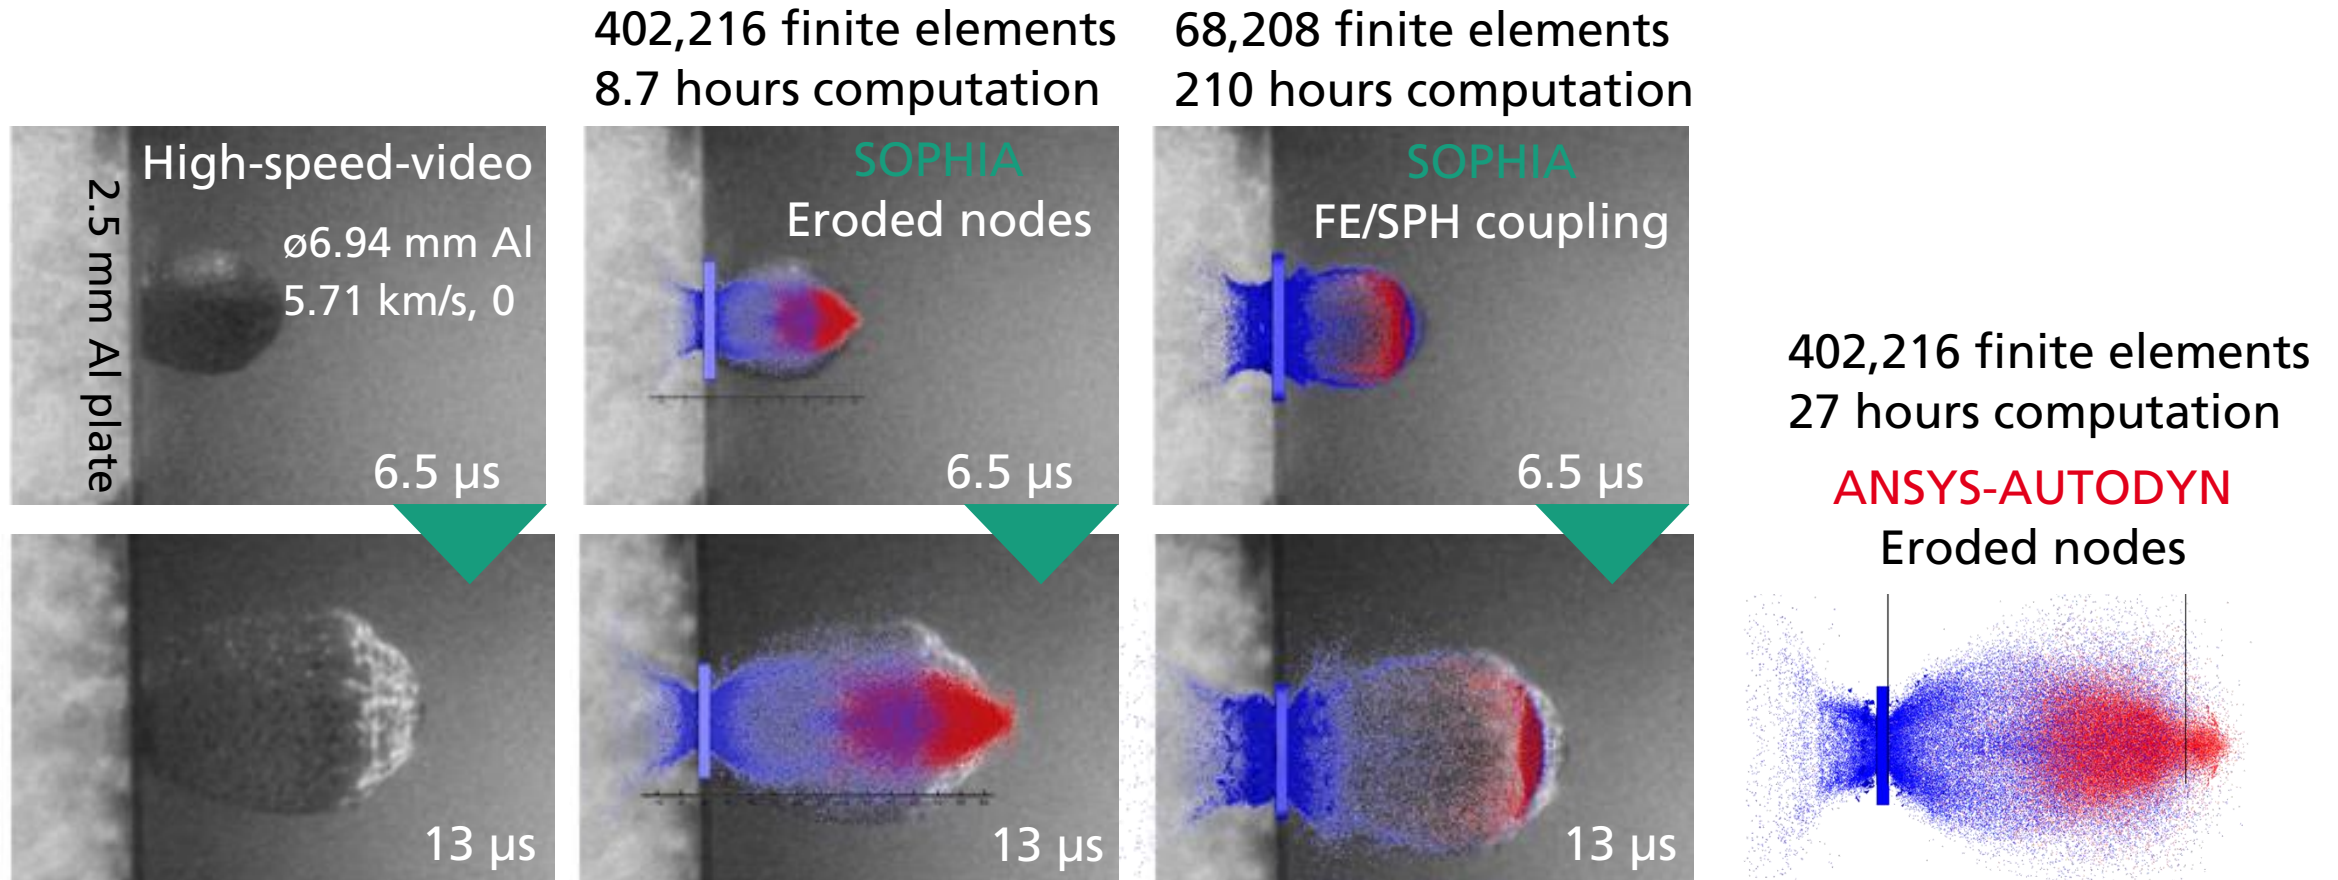 402,216 finite elements
8.7 hours computation
68,208 finite elements
210 hours computation
High-speed-video
2.5 mm Al plate
ø6.94 mm Al
5.71 km/s, 0
6.5 µs
SOPHIA
Eroded nodes
6.5 µs
SOPHIA
FE/SPH coupling
6.5 µs
402,216 finite elements
27 hours computation
ANSYS-AUTODYN
Eroded nodes
13 µs
13 µs
13 µs